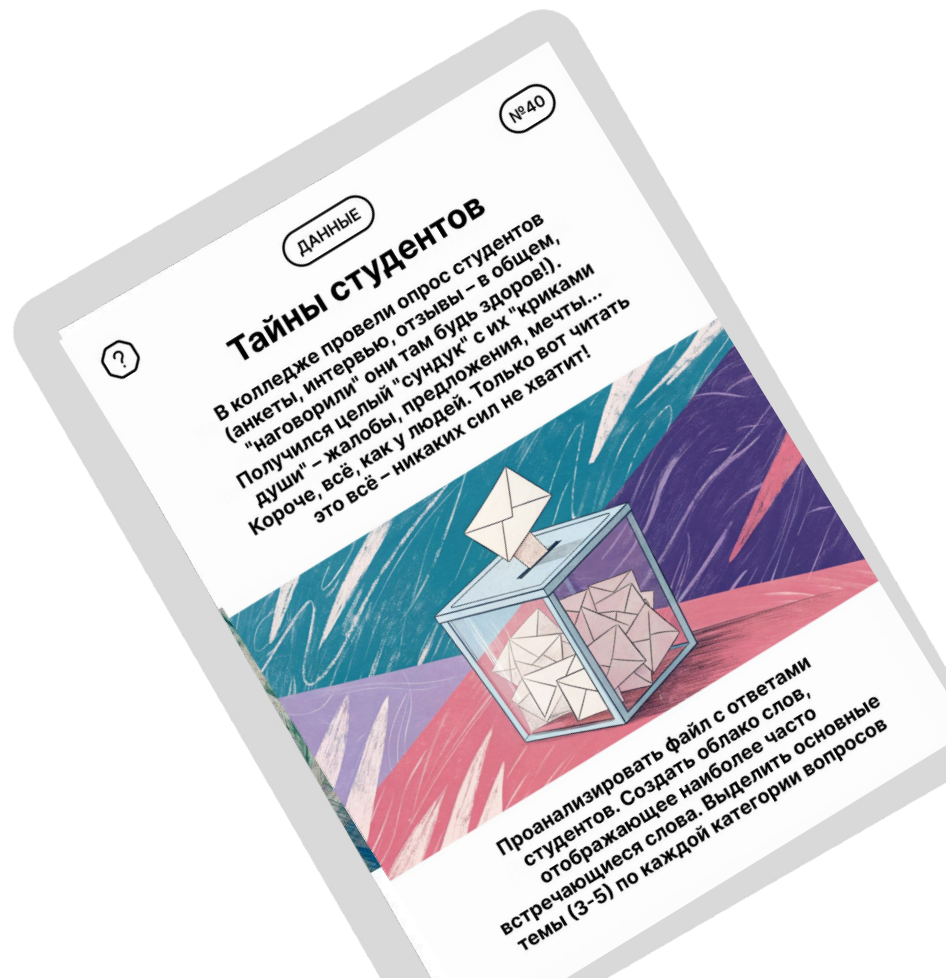 №40
ДАННЫЕ
Тайны студентов
?
В колледже провели опрос студентов
(анкеты, интервью, отзывы – в общем,
"наговорили" они там будь здоров!).
Получился целый "сундук" с их "криками
души" – жалобы, предложения, мечты...
Короче, всё, как у людей. Только вот читать
это всё – никаких сил не хватит!
Проанализировать файл с ответами
студентов. Создать облако слов,
отображающее наиболее часто
встречающиеся слова. Выделить основные
темы (3-5) по каждой категории вопросов